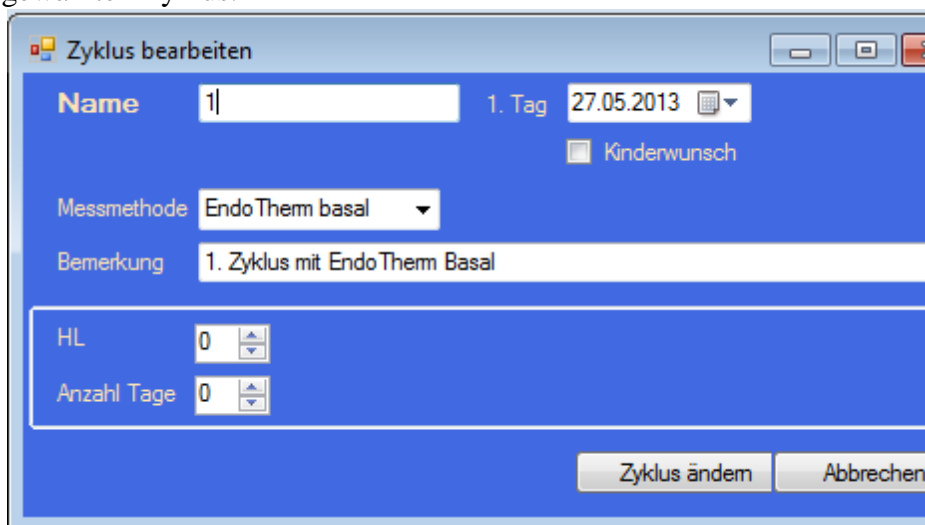 Zyklus bearbeiten
Name 1 1. Tag 27.05.2013
Kinderwunsch
Messmethode EndoTherm basal
Bemerkung 1. Zyklus mit EndoTherm Basal
HL 0
Anzahl Tage 0
Zyklus ändern Abbrechen